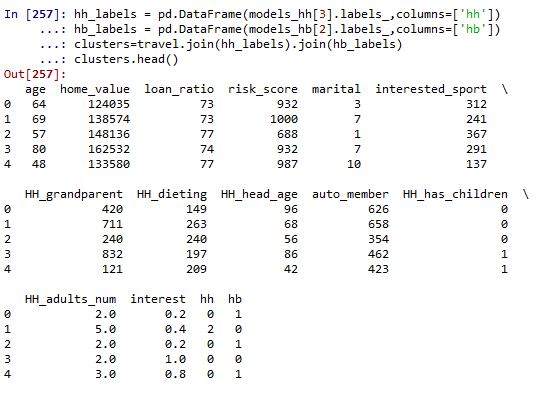 In [257]: hh_labels = pd.DataFrame(models_hh[3].labels_,columns=['hh'])
     ...: hb_labels = pd.DataFrame(models_hb[2].labels_,columns=['hb'])
     ...: clusters=travel.join(hh_labels).join(hb_labels)
     ...: clusters.head()
Out[257]:
   age  home_value  loan_ratio  risk_score  marital  interested_sport  \
0   64      124035          73         932        3               312
1   69      138574          73        1000        7               241
2   57      148136          77         688        1               367
3   80      162532          74         932        7               291
4   48      133580          77         987       10               137
   HH_grandparent  HH_dieting  HH_head_age  auto_member  HH_has_children  \
0             420         149           96          626                0
1             711         263           68          658                0
2             240         240           56          354                0
3             832         197           86          462                1
4             121         209           42          423                1
   HH_adults_num  interest  hh  hb
0            2.0       0.2   0   1
1            5.0       0.4   2   0
2            2.0       0.2   0   1
3            2.0       1.0   0   0
4            3.0       0.8   0   1